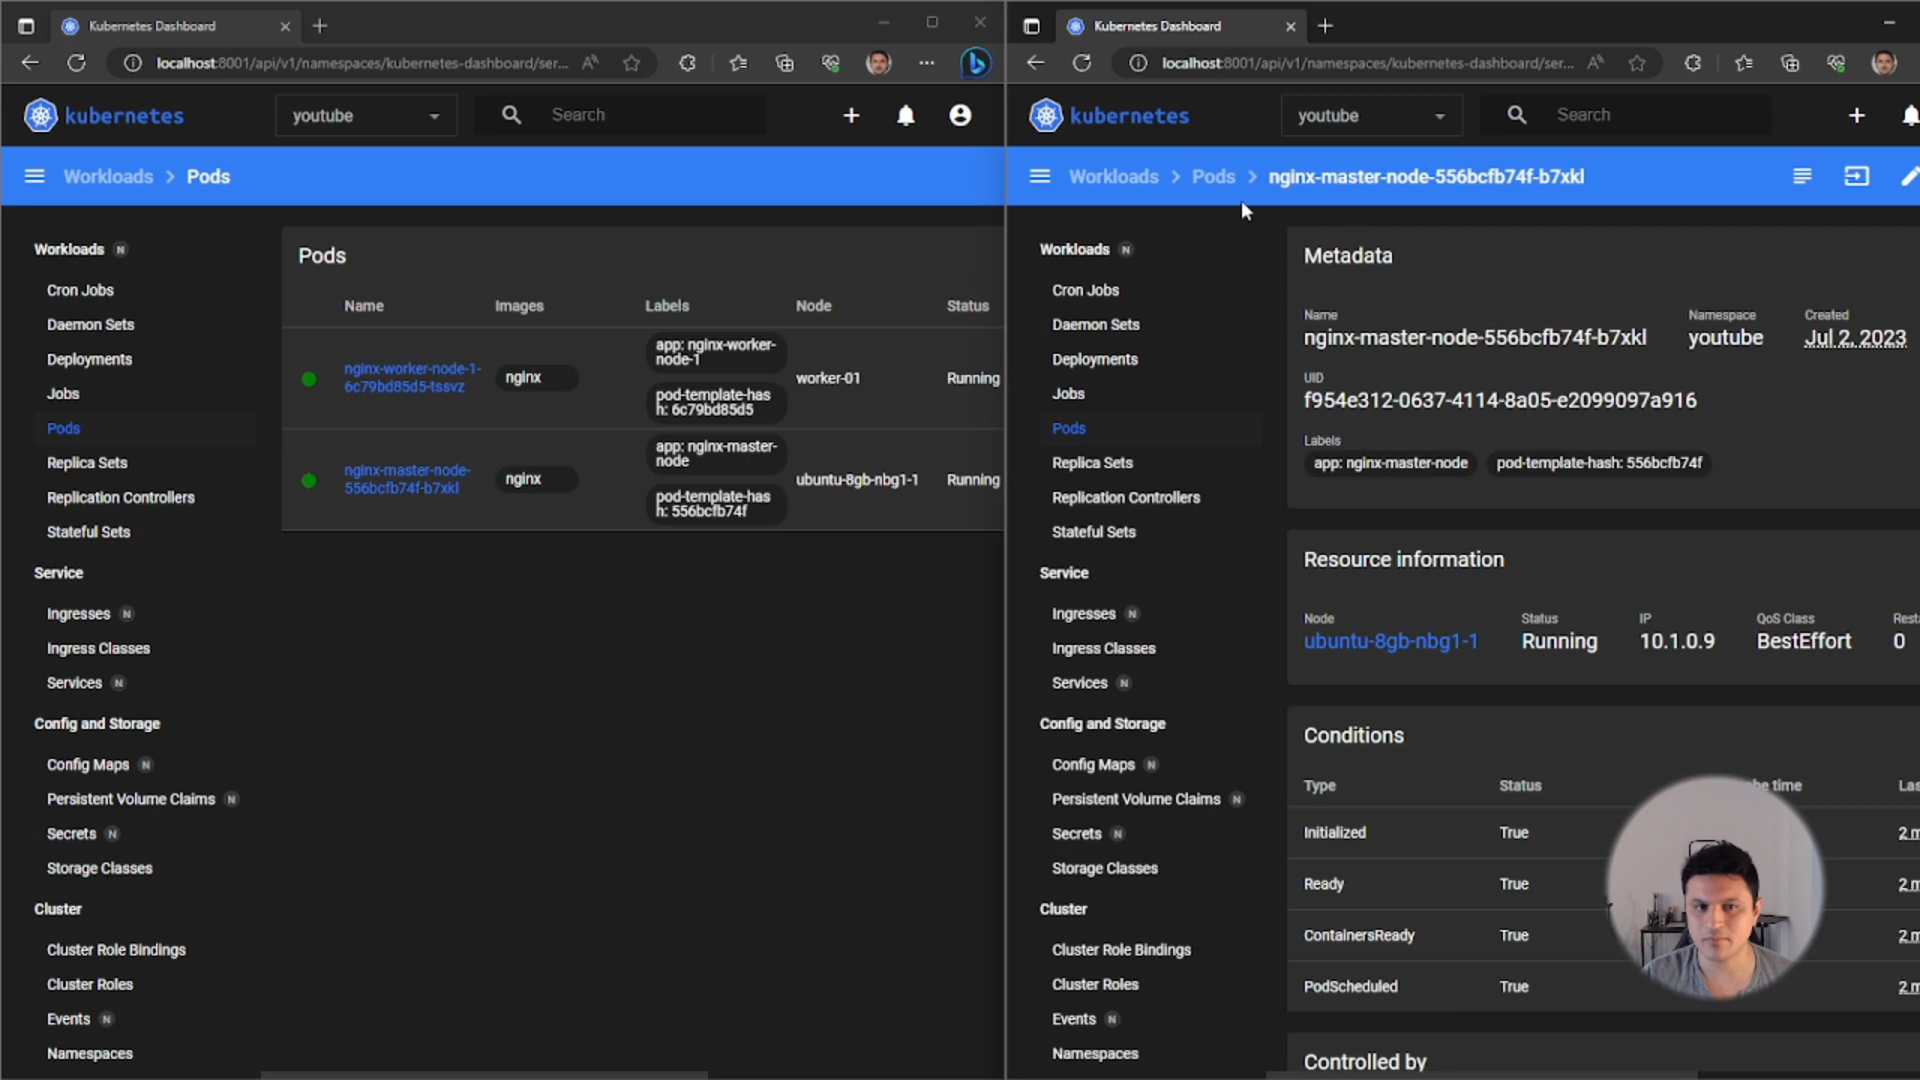 Kubernetes Dashboard
localhost:8001/api/v1/namespaces/kubernetes-dashboard/ser...
kubernetes
youtube
Search
Workloads > Pods
Workloads N
Cron Jobs
Daemon Sets
Deployments
Jobs
Pods
Replica Sets
Replication Controllers
Stateful Sets
Service
Ingresses N
Ingress Classes
Services N
Config and Storage
Config Maps N
Persistent Volume Claims N
Secrets N
Storage Classes
Cluster
Cluster Role Bindings
Cluster Roles
Events N
Namespaces
Pods
Name Images Labels Node Status
nginx-worker-node-1-
6c79bd85d5-tssvz
nginx
app: nginx-worker-
node-1
pod-template-has
h: 6c79bd85d5
worker-01
Running
nginx-master-node-
556bcfb74f-b7xkl
nginx
app: nginx-master-
node
pod-template-has
h: 556bcfb74f
ubuntu-8gb-nbg1-1
Running
Kubernetes Dashboard
localhost:8001/api/v1/namespaces/kubernetes-dashboard/ser...
kubernetes
youtube
Search
Workloads > Pods > nginx-master-node-556bcfb74f-b7xkl
Workloads N
Cron Jobs
Daemon Sets
Deployments
Jobs
Pods
Replica Sets
Replication Controllers
Stateful Sets
Service
Ingresses N
Ingress Classes
Services N
Config and Storage
Config Maps N
Persistent Volume Claims N
Secrets N
Storage Classes
Cluster
Cluster Role Bindings
Cluster Roles
Events N
Namespaces
Metadata
Name Namespace Created
nginx-master-node-556bcfb74f-b7xkl youtube Jul 2, 2023
UID
f954e312-0637-4114-8a05-e2099097a916
Labels
app: nginx-master-node pod-template-hash: 556bcfb74f
Resource information
Node Status IP QoS Class Rest
ubuntu-8gb-nbg1-1 Running 10.1.0.9 BestEffort 0
Conditions
Type Status be time Las
Initialized True 2 m
Ready True 2 m
ContainersReady True 2 m
PodScheduled True 2 m
Controlled by